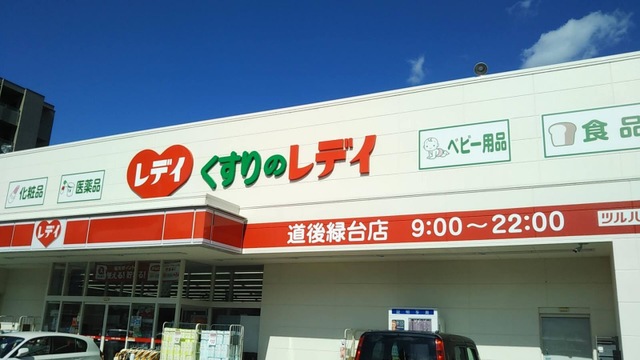 化粧品
医薬品
レデイ
くすりのレデイ
ベビー用品
食品
レデイ
道後緑台店 9:00～22:00
ツルハ